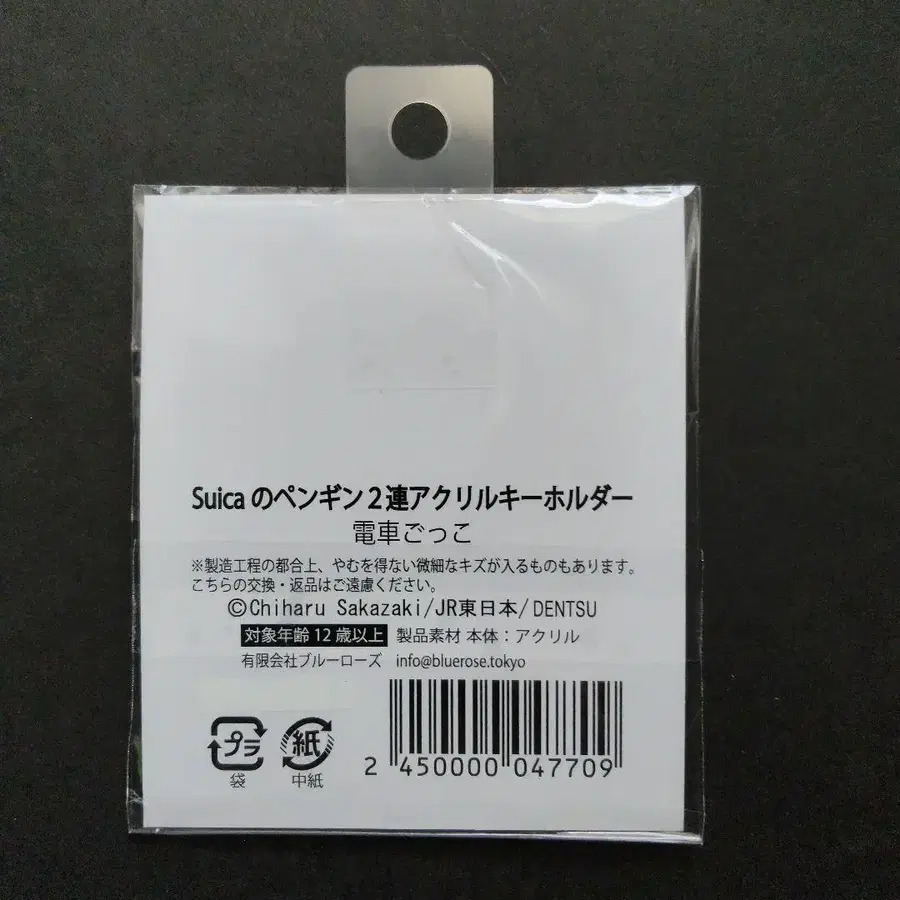 Suica のペンギン２連アクリルキーホルダー
電車ごっこ
※製造工程の都合上、やむを得ない微細なキズが入るものもあります。
こちらの交換・返品はご遠慮ください。
©Chiharu Sakazaki/JR東日本/DENTSU
対象年齢 12 歳以上 製品素材 本体：アクリル
有限会社ブルーローズ info@bluerose.tokyo
プラ 紙
袋 中紙
2 450000 047709